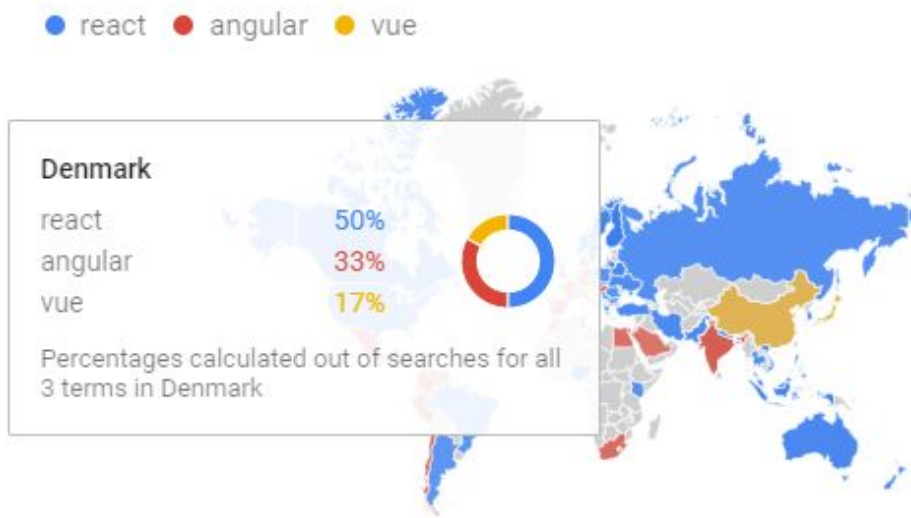 react angular vue
Denmark
react 50%
angular 33%
vue 17%
Percentages calculated out of searches for all
3 terms in Denmark